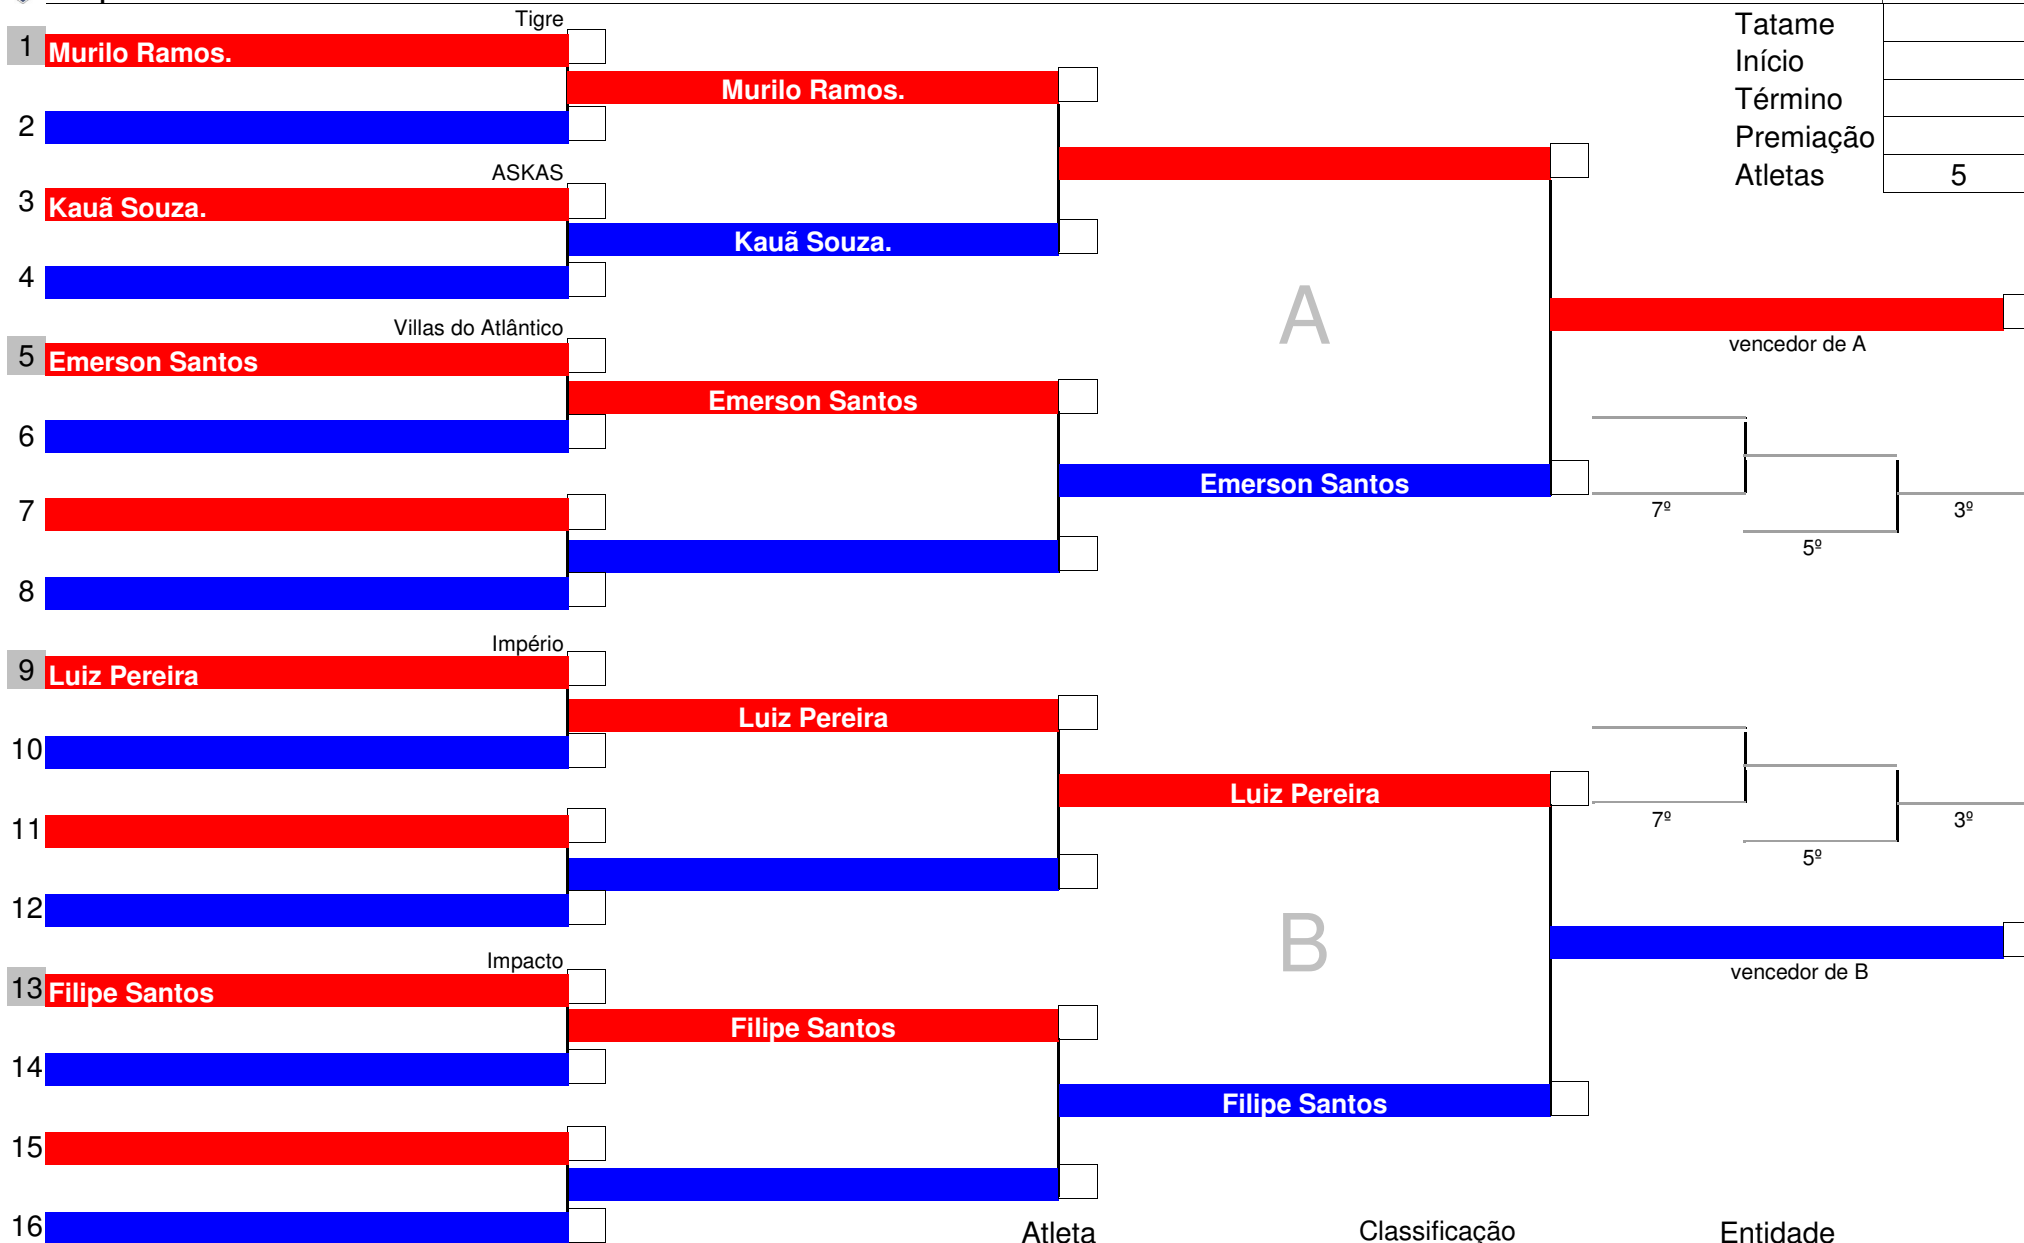 Tigre
1 Murilo Ramos.
Murilo Ramos.
2
ASKAS
3 Kauã Souza.
Kauã Souza.
4
Villas do Atlântico
5 Emerson Santos
Emerson Santos
6
Emerson Santos
7
8
A
Tatame
Início
Término
Premiação
Atletas 5
vencedor de A
7º
5º
3º
Império
9 Luiz Pereira
Luiz Pereira
10
Luiz Pereira
11
12
7º
5º
3º
B
Impacto
13 Filipe Santos
Filipe Santos
14
Filipe Santos
15
16
vencedor de B
Atleta Classificação Entidade